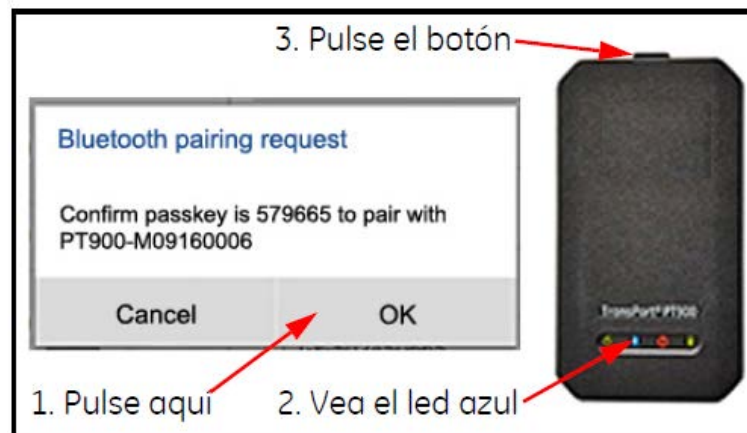 3. Pulse el botón
Bluetooth pairing request
Confirm passkey is 579665 to pair with
PT900-M09160006
Cancel
OK
TransPort® PT900
1. Pulse aquí
2. Vea el led azul